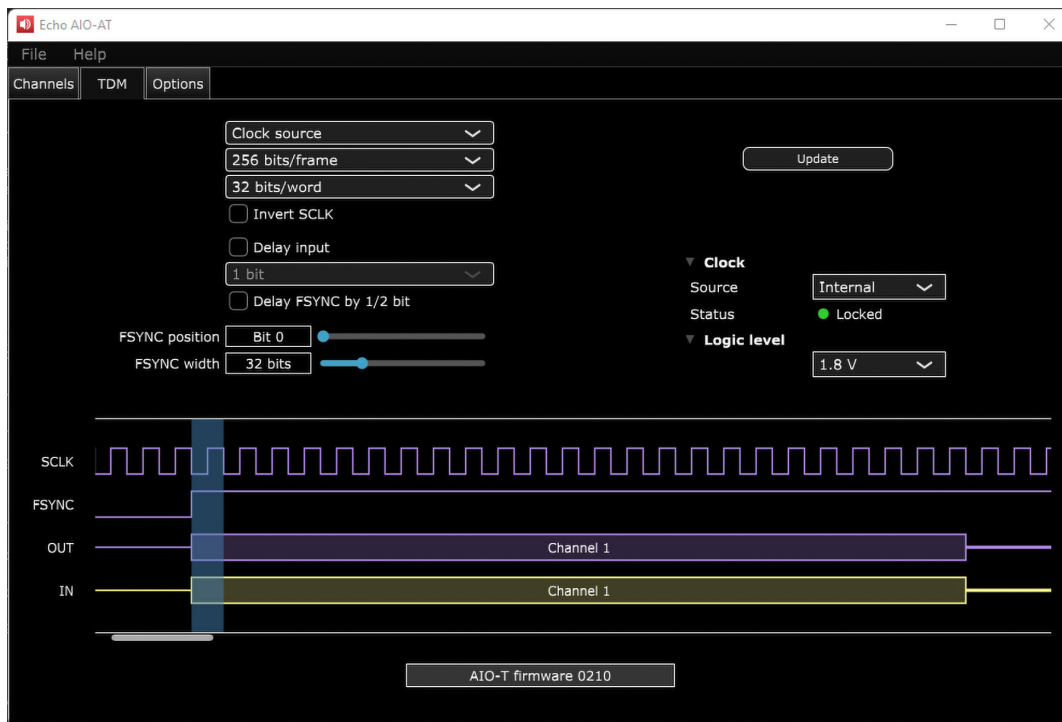 Echo AIO-AT
File Help
Channels TDM Options
Clock source
256 bits/frame
Update
32 bits/word
Invert SCLK
Delay input
Clock
1 bit
Source Internal
Delay FSYNC by 1/2 bit
Status Locked
FSYNC position Bit 0
Logic level
FSYNC width 32 bits
1.8 V
SCLK
FSYNC
OUT Channel 1
IN Channel 1
AIO-T firmware 0210